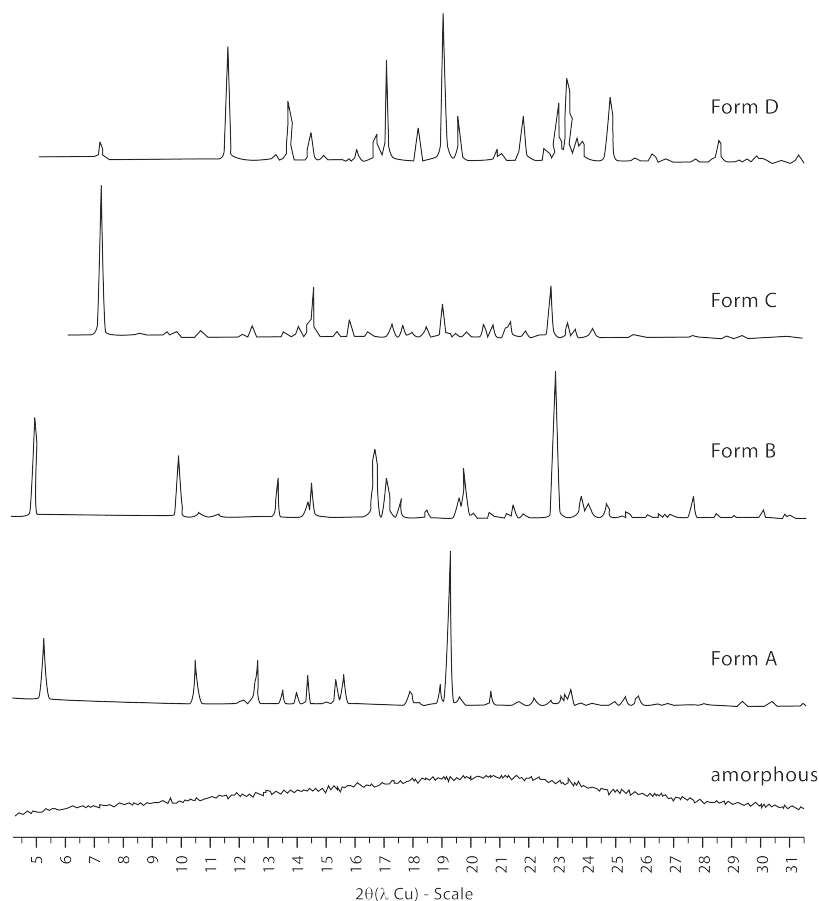 Form D
Form C
Form B
Form A
amorphous
5 6 7 8 9 10 11 12 13 14 15 16 17 18 19 20 21 22 23 24 25 26 27 28 29 30 31
2θ(λ Cu) - Scale